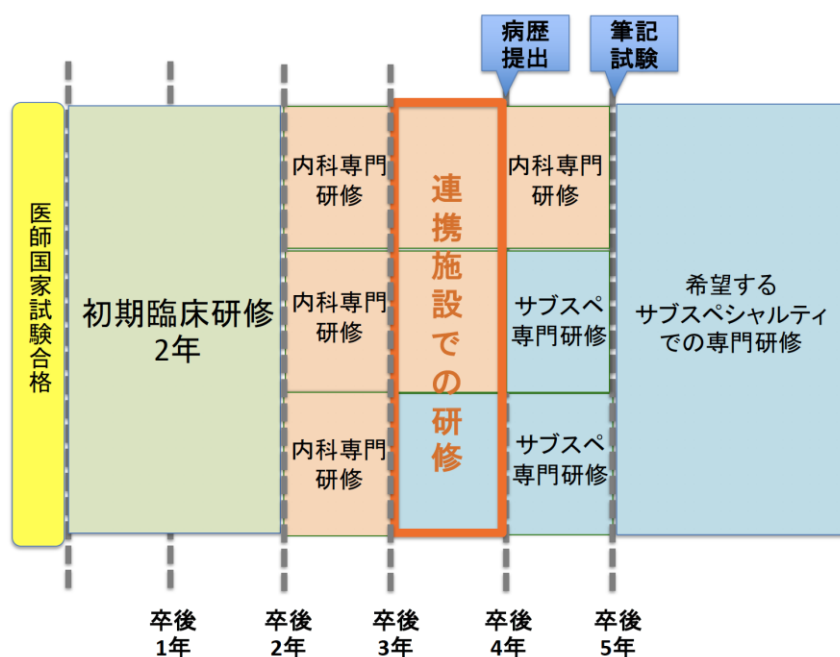 病歴
提出
筆記
試験
医師国家試験合格
初期臨床研修
2年
内科専門
研修
内科専門
研修
内科専門
研修
連携施設での研修
内科専門
研修
サブスペ
専門研修
サブスペ
専門研修
希望する
サブスペシャルティ
での専門研修
卒後
1年
卒後
2年
卒後
3年
卒後
4年
卒後
5年